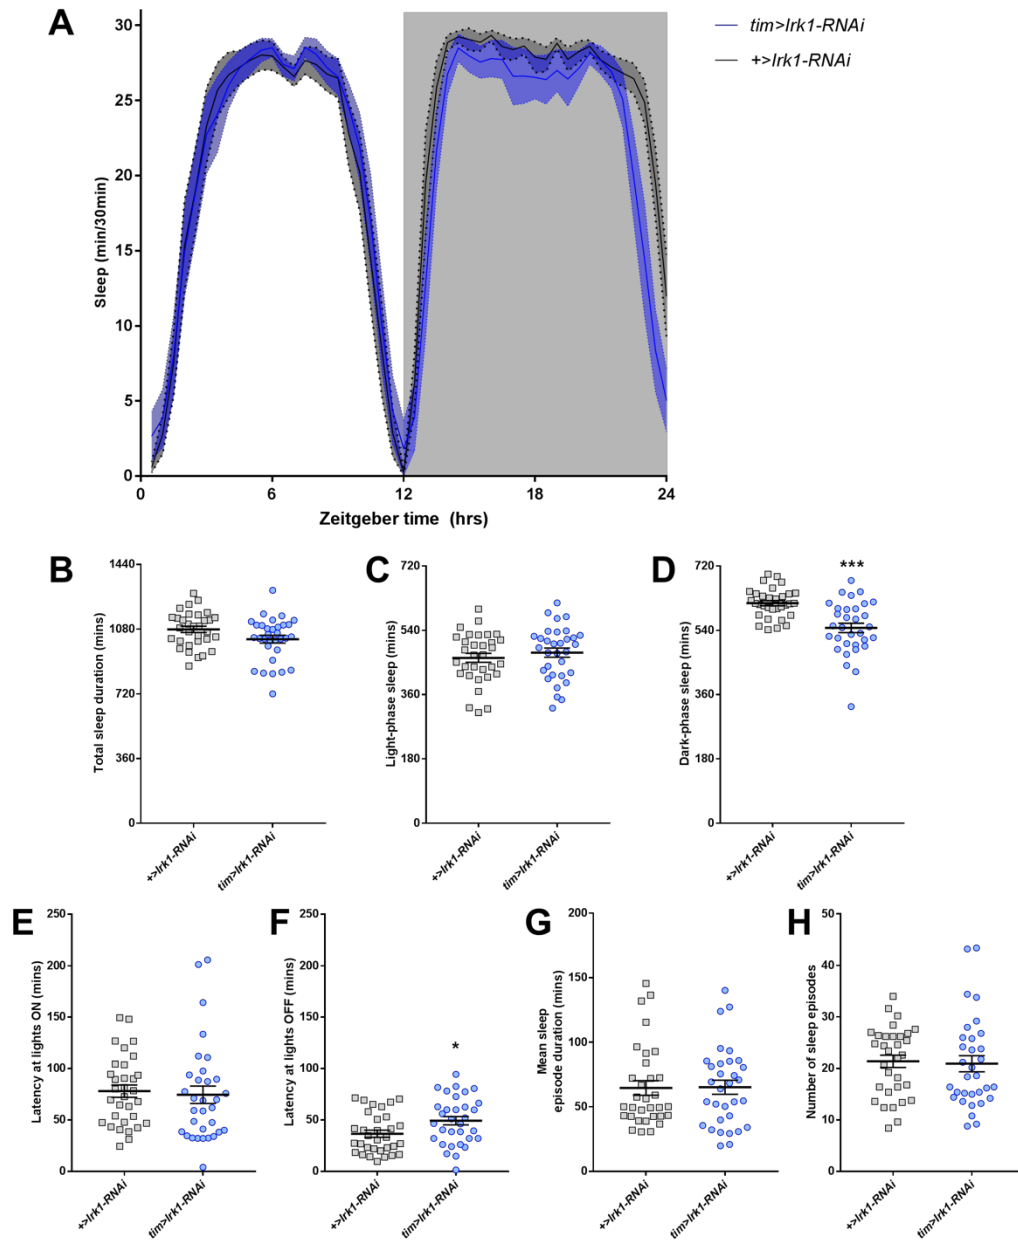 A
tim>Irk1-RNAi
+>Irk1-RNAi
Sleep (min/30min)
30
25
30
30
30
5
0
0
6
12
18
24
Zeitgeber time (hrs)
B
Total sleep duration (mins)
1440
1080
720
360
0
+>Irk1-RNAi
tim>Irk1-RNAi
C
Light-phase sleep (mins)
720
540
360
180
0
+>Irk1-RNAi
tim>Irk1-RNAi
D
Dark-phase sleep (mins)
720
540
360
180
0
***
+>Irk1-RNAi
tim>Irk1-RNAi
E
Latency at lights ON (mins)
250
200
150
100
50
0
+>Irk1-RNAi
tim>Irk1-RNAi
F
Latency at lights OFF (mins)
250
200
150
100
50
0
*
+>Irk1-RNAi
tim>Irk1-RNAi
G
Mean sleep
episode duration (mins)
200
150
100
50
0
+>Irk1-RNAi
tim>Irk1-RNAi
H
Number of sleep episodes
50
40
30
20
10
0
+>Irk1-RNAi
tim>Irk1-RNAi